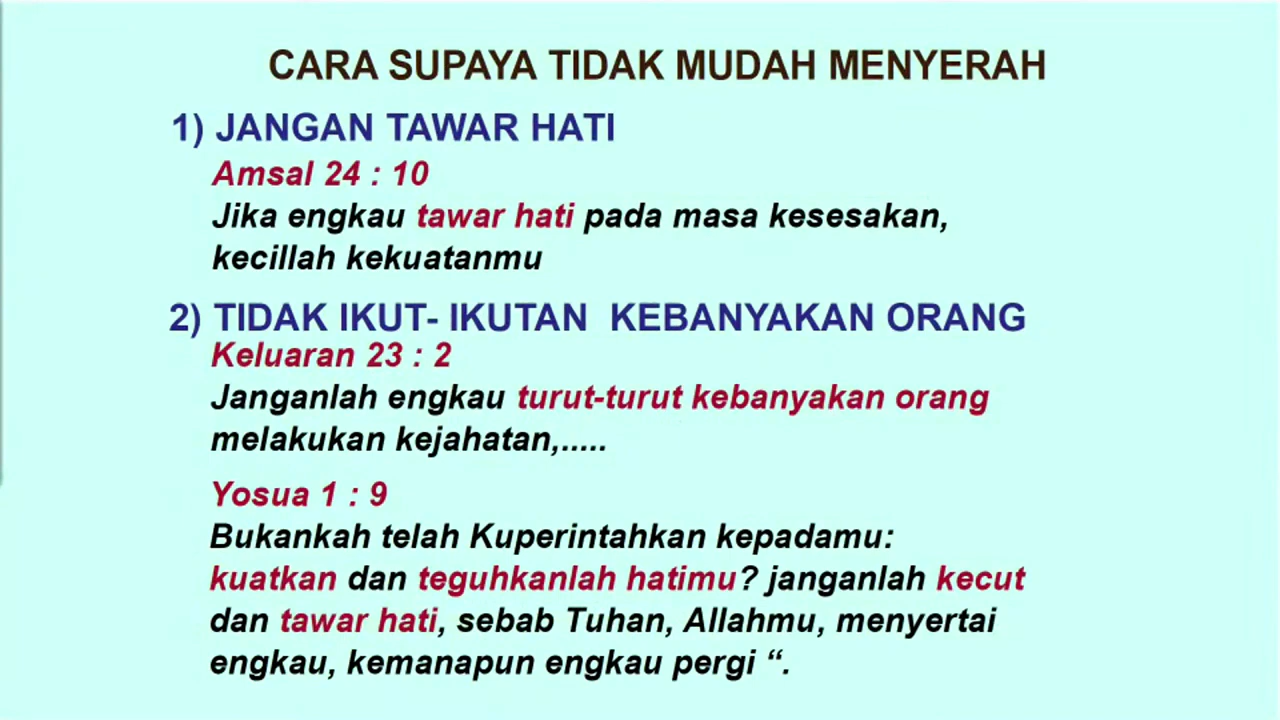 CARA SUPAYA TIDAK MUDAH MENYERAH
1) JANGAN TAWAR HATI
Amsal 24 : 10
Jika engkau tawar hati pada masa kesesakan,
kecillah kekuatanmu
2) TIDAK IKUT- IKUTAN KEBANYAKAN ORANG
Keluaran 23 : 2
Janganlah engkau turut-turut kebanyakan orang
melakukan kejahatan,.....
Yosua 1 : 9
Bukankah telah Kuperintahkan kepadamu:
kuatkan dan teguhkanlah hatimu? janganlah kecut
dan tawar hati, sebab Tuhan, Allahmu, menyertai
engkau, kemanapun engkau pergi “.